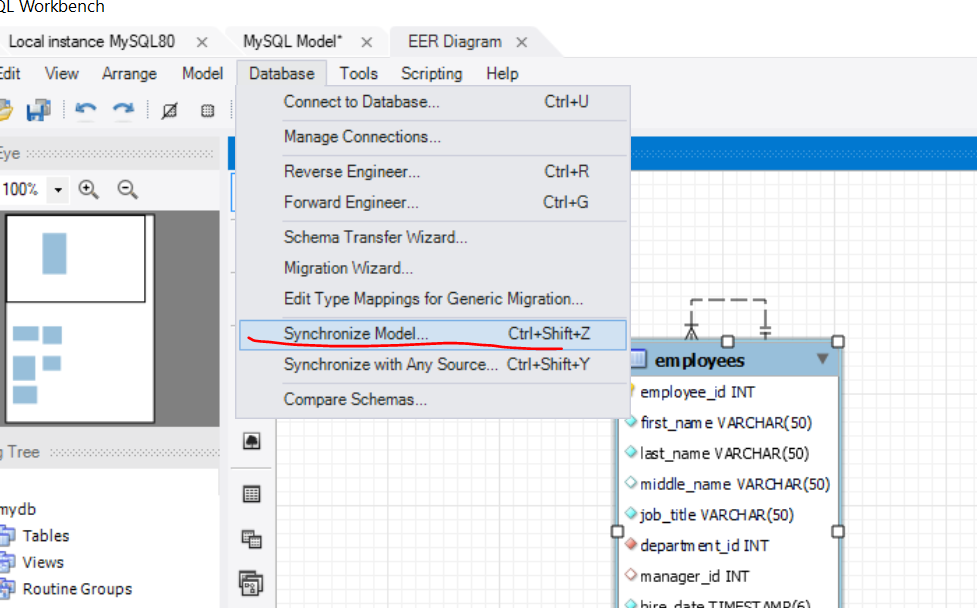 QL Workbench
Local instance MySQL80
MySQL Model*
EER Diagram
Edit View Arrange Model Database Tools Scripting Help
Connect to Database... Ctrl+U
Manage Connections...
Reverse Engineer... Ctrl+R
Forward Engineer... Ctrl+G
Schema Transfer Wizard...
Migration Wizard...
Edit Type Mappings for Generic Migration...
Synchronize Model... Ctrl+Shift+Z
Synchronize with Any Source... Ctrl+Shift+Y
Compare Schemas...
Eye
100%
g Tree
mydb
Tables
Views
Routine Groups
employees
employee_id INT
first_name VARCHAR(50)
last_name VARCHAR(50)
middle_name VARCHAR(50)
job_title VARCHAR(50)
department_id INT
manager_id INT
hire_date TIMESTAMP(6)